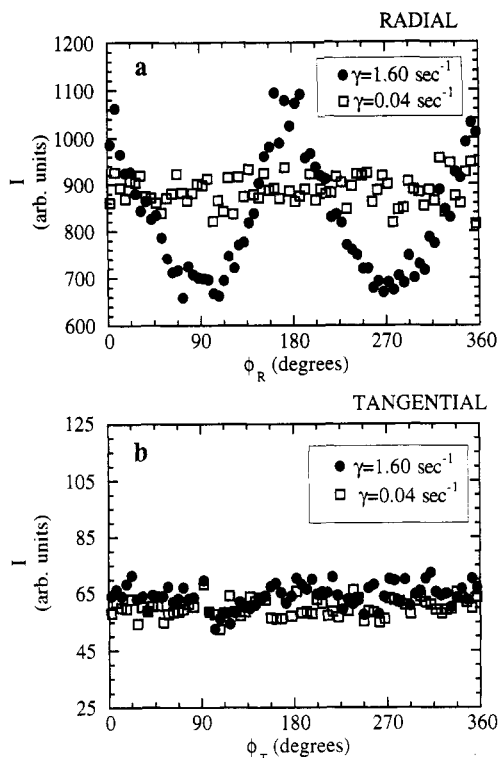 RADIAL
1200
1100
1000
900
800
700
600
I
(arb. units)
a
γ=1.60 sec⁻¹
γ=0.04 sec⁻¹
0 90 180 270 360
ϕR (degrees)
TANGENTIAL
125
105
85
65
45
25
I
(arb. units)
b
γ=1.60 sec⁻¹
γ=0.04 sec⁻¹
0 90 180 270 360
ϕT (degrees)